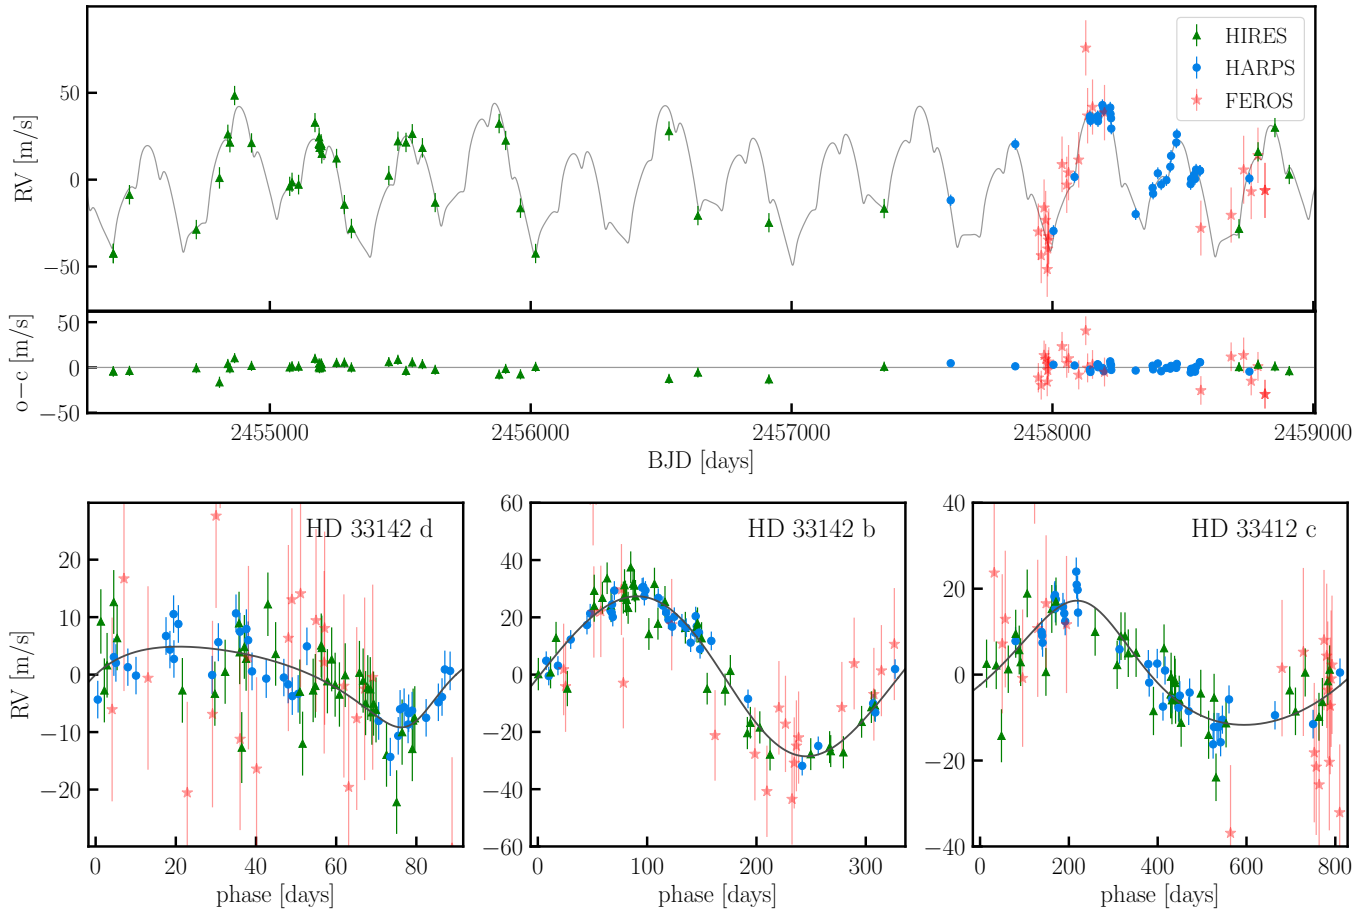 HIRES
HARPS
FEROS
RV [m/s]
50
0
−50
o−c [m/s]
50
0
−50
2455000 2456000 2457000 2458000 2459000
BJD [days]
HD 33142 d
RV [m/s]
20
10
0
−10
−20
0 20 40 60 80
phase [days]
HD 33142 b
60
40
20
0
−20
−40
−60
0 100 200 300
phase [days]
HD 33412 c
40
20
0
−20
−40
0 200 400 600 800
phase [days]